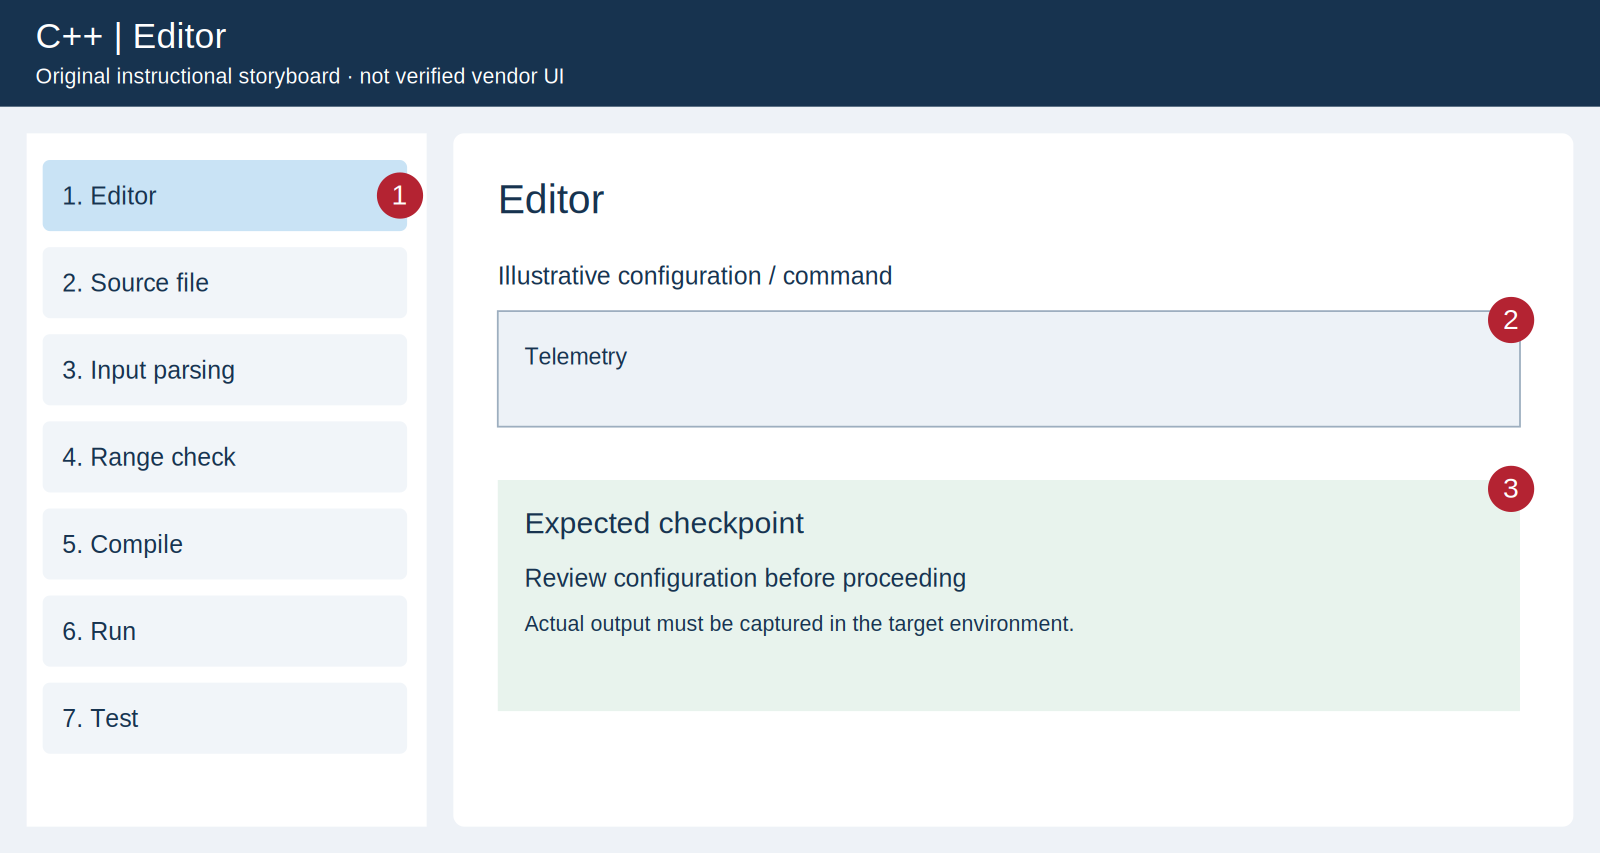 C++ | Editor
Original instructional storyboard · not verified vendor UI
1. Editor
1
2. Source file
3. Input parsing
4. Range check
5. Compile
6. Run
7. Test
Editor
Illustrative configuration / command
2
Telemetry
3
Expected checkpoint
Review configuration before proceeding
Actual output must be captured in the target environment.